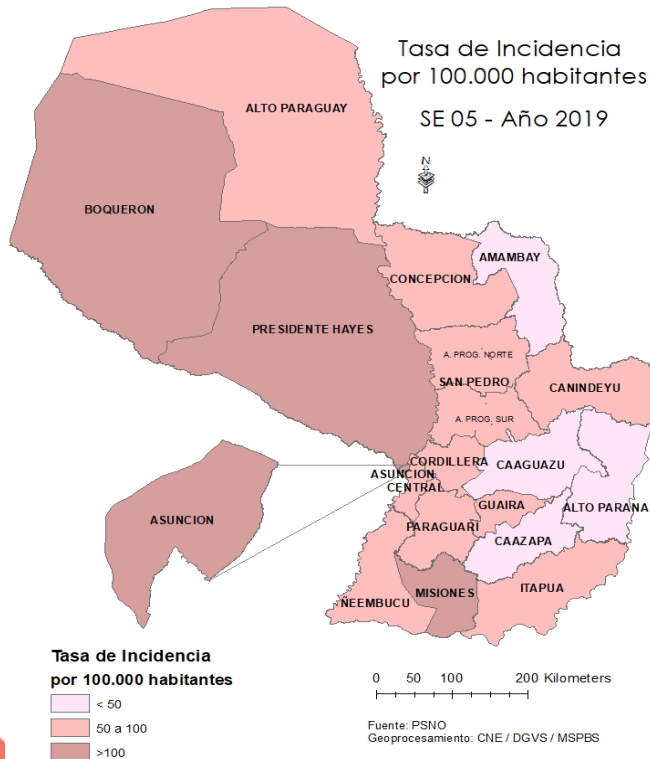 Tasa de Incidencia
por 100.000 habitantes
SE 05 - Año 2019
N
ALTO PARAGUAY
BOQUERON
AMAMBAY
CONCEPCION
PRESIDENTE HAYES
A. PROG. NORTE
SAN PEDRO
CANINDEYU
A. PROG. SUR
CORDILLERA
CAAGUAZU
ASUNCION
CENTRAL
GUAIRA
ALTO PARANA
ASUNCION
PARAGUARI
CAAZAPA
ITAPUA
MISIONES
ÑEEMBUCU
Tasa de Incidencia
por 100.000 habitantes
< 50
50 a 100
>100
0 50 100 200 Kilometers
Fuente: PSNO
Geoprocesamiento: CNE / DGVS / MSPBS